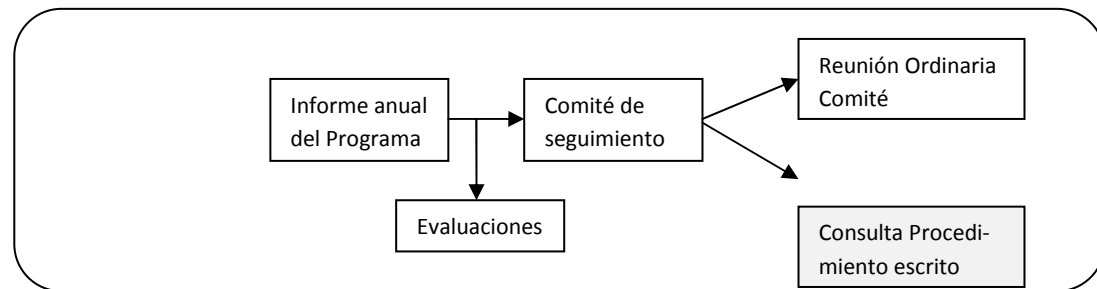 Informe anual
del Programa
Comité de
seguimiento
Reunión Ordinaria
Comité
Evaluaciones
Consulta Procedi-
miento escrito